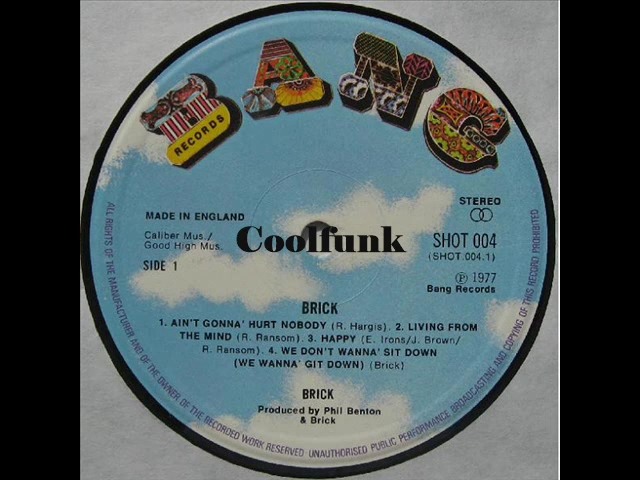 BANG
RECORDS
STEREO
MADE IN ENGLAND
Caliber Mus./
Good High Mus.
Coolfunk
SHOT 004
(SHOT.004.1)
SIDE 1
℗ 1977
Bang Records
BRICK
1. AIN'T GONNA' HURT NOBODY (R. Hargis). 2. LIVING FROM
THE MIND (R. Ransom). 3. HAPPY (E. Irons/J. Brown/
R. Ransom). 4. WE DON'T WANNA' SIT DOWN
(WE WANNA' GIT DOWN) (Brick)
BRICK
Produced by Phil Benton
& Brick
ALL RIGHTS OF THE MANUFACTURER AND OF THE OWNER OF THE RECORDED WORK RESERVED UNAUTHORISED PUBLIC PERFORMANCE BROADCASTING AND COPYING OF THIS RECORD PROHIBITED